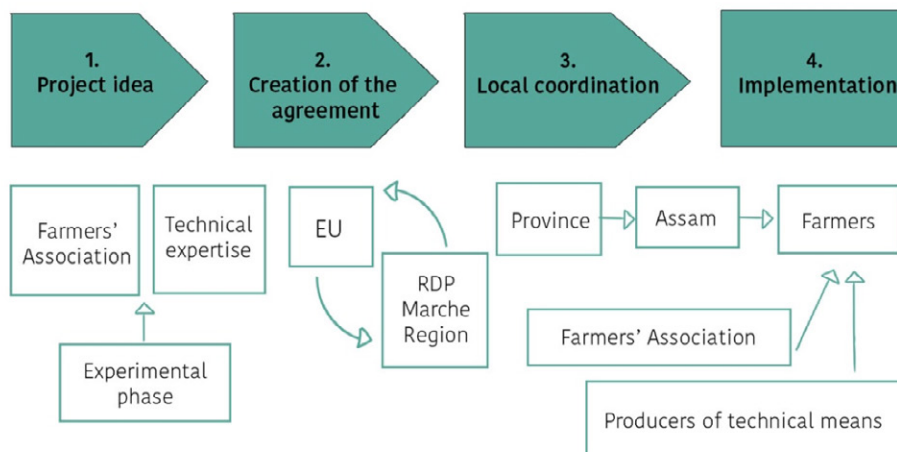 1.
Project idea
2.
Creation of the
agreement
3.
Local coordination
4.
Implementation
Farmers'
Association
Technical
expertise
Experimental
phase
EU
RDP
Marche
Region
Province
Assam
Farmers
Farmers' Association
Producers of technical means